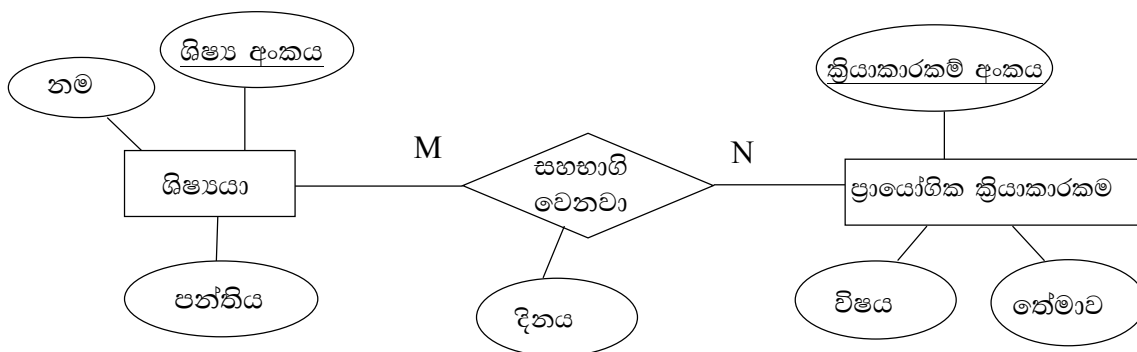 ශිෂ්‍ය අංකය
නම
ක්‍රියාකාරකම් අංකය
M
සහභාගි
වෙනවා
N
ශිෂ්‍යයා
ප්‍රායෝගික ක්‍රියාකාරකම
පන්තිය
දිනය
විෂය
තේමාව